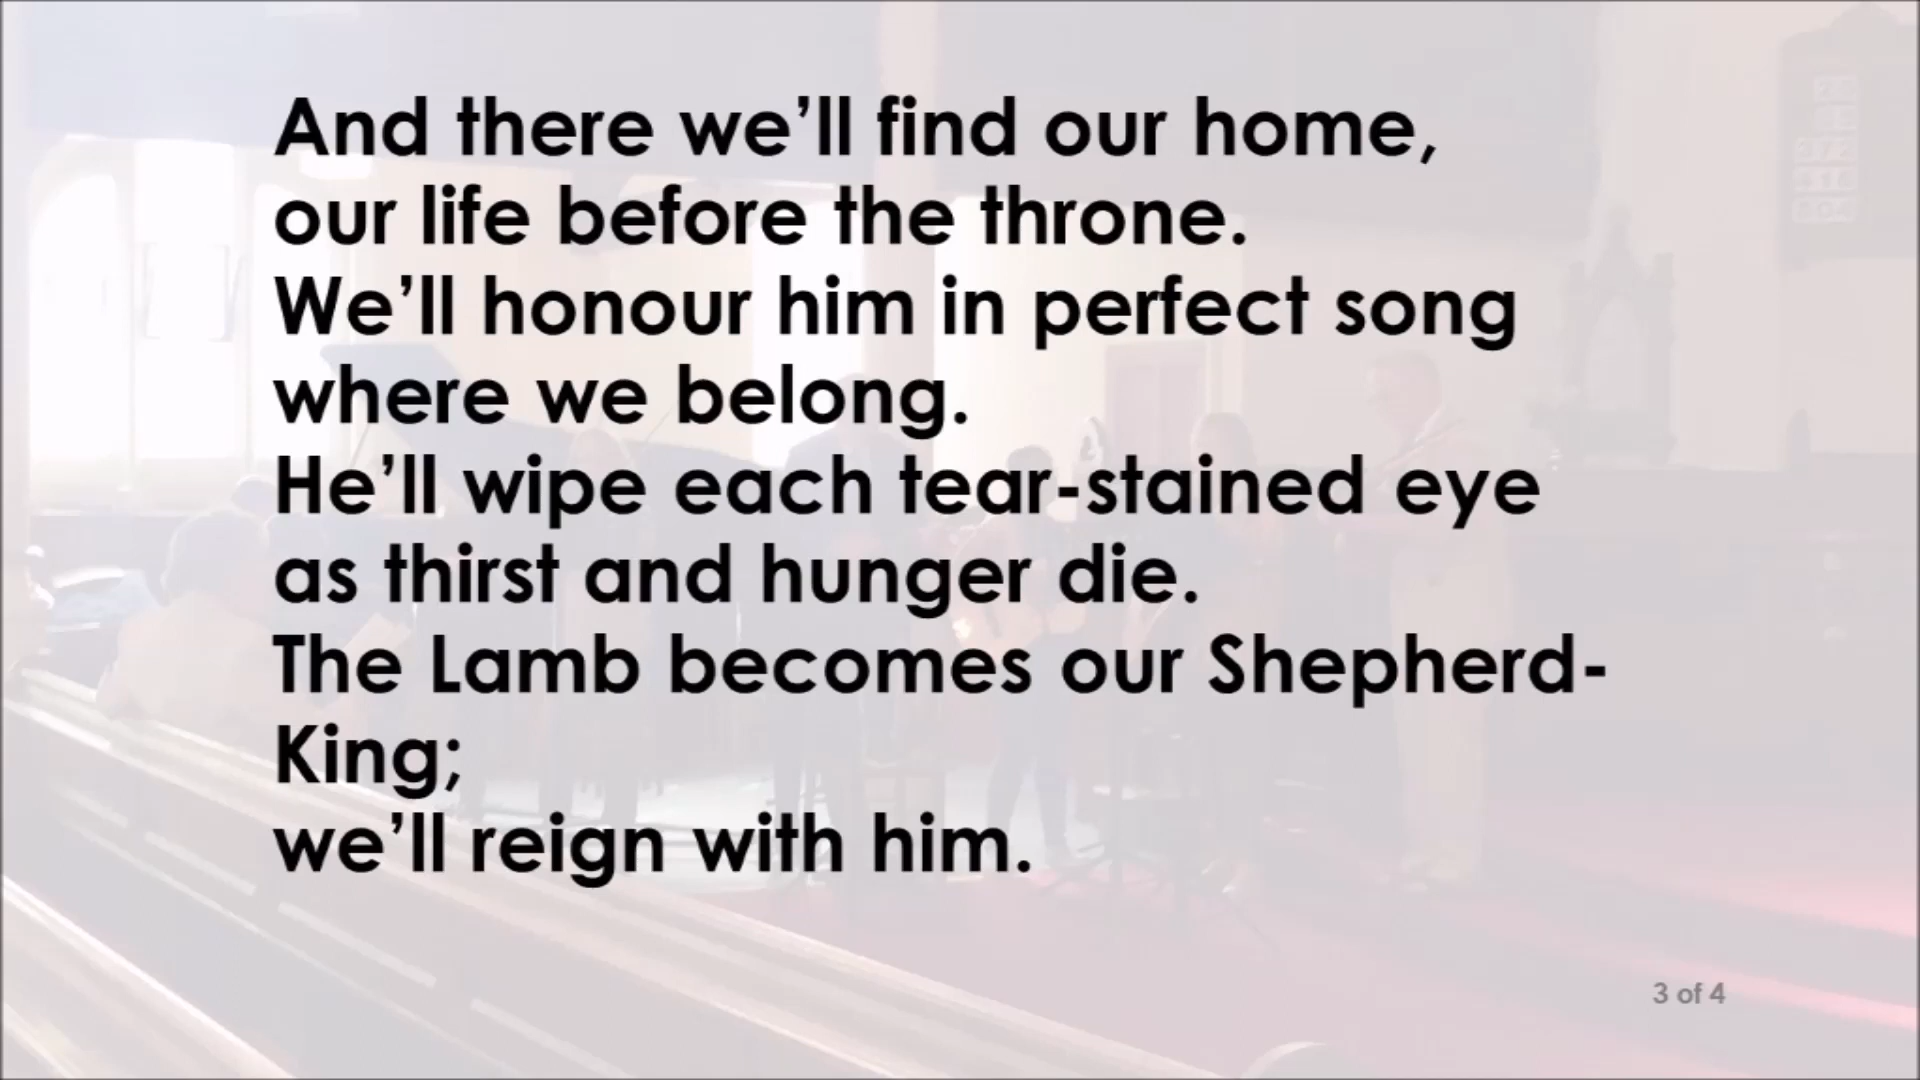 And there we’ll find our home,
our life before the throne.
We’ll honour him in perfect song
where we belong.
He’ll wipe each tear-stained eye
as thirst and hunger die.
The Lamb becomes our Shepherd-
King;
we’ll reign with him.
3 of 4